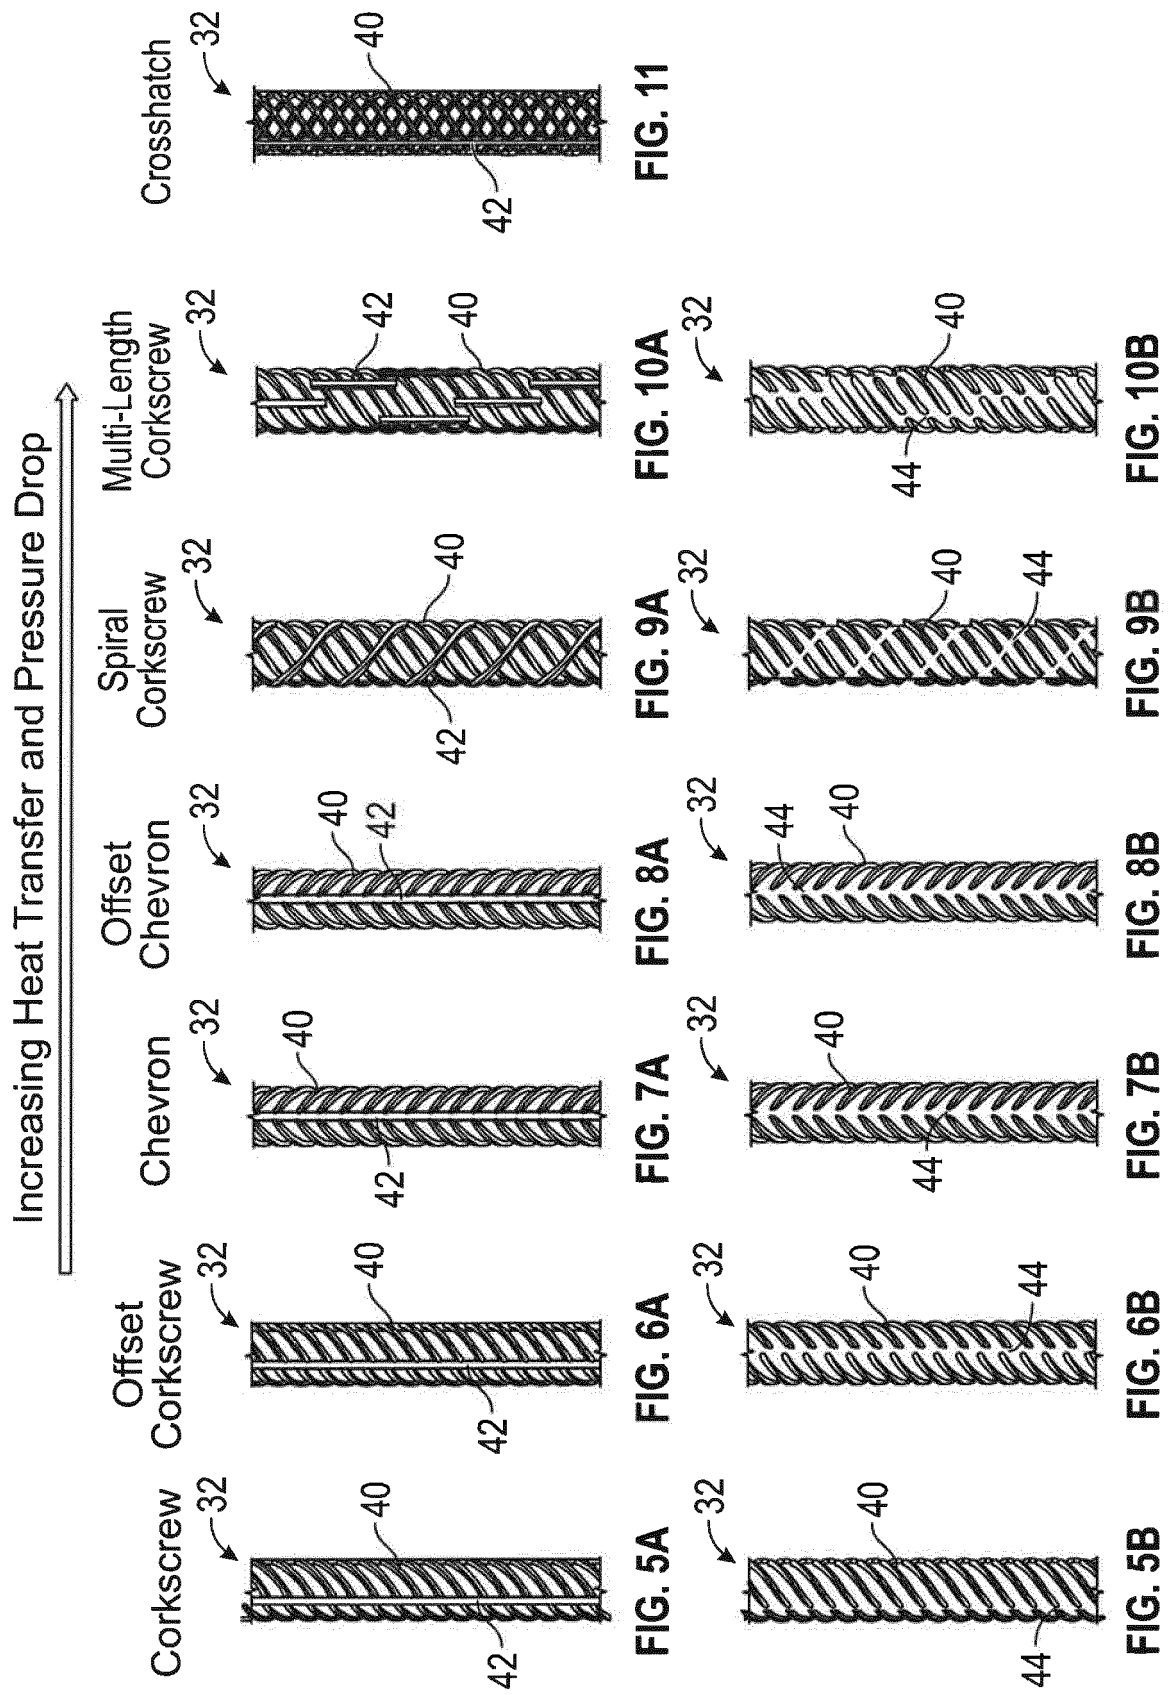 Increasing Heat Transfer and Pressure Drop
Corkscrew
32
40
42
FIG. 5A
Offset
Corkscrew
32
40
42
FIG. 6A
Chevron
32
40
42
FIG. 7A
Offset
Chevron
32
40
42
FIG. 8A
Spiral
Corkscrew
32
40
42
FIG. 9A
Multi-Length
Corkscrew
32
42
40
FIG. 10A
Crosshatch
32
40
42
FIG. 11
32
40
44
FIG. 5B
32
40
44
FIG. 6B
32
40
44
FIG. 7B
32
44
40
FIG. 8B
32
40
44
FIG. 9B
32
40
44
FIG. 10B